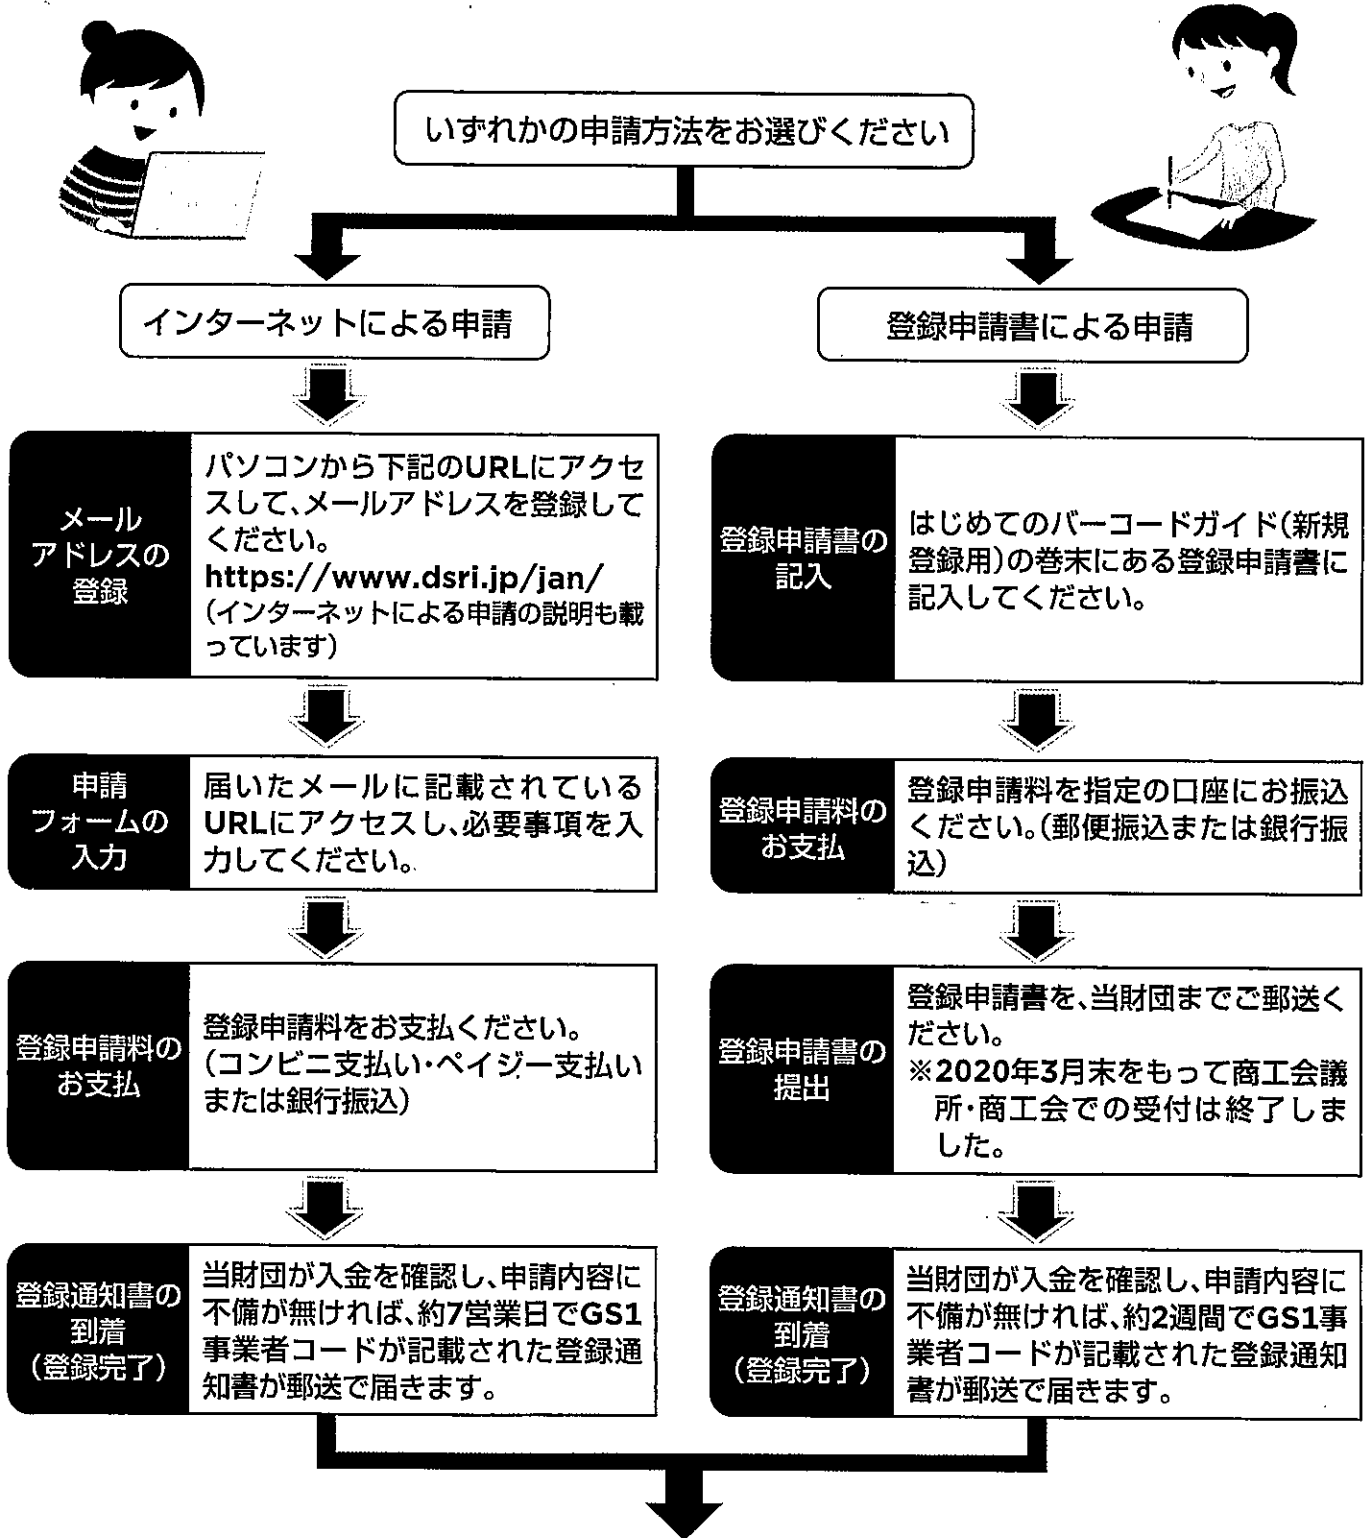 いずれかの申請方法をお選びください
インターネットによる申請
メール
アドレスの
登録
パソコンから下記のURLにアクセ
スして、メールアドレスを登録して
ください。
https://www.dsri.jp/jan/
(インターネットによる申請の説明も載
っています)
申請
フォームの
入力
届いたメールに記載されている
URLにアクセスし、必要事項を入
力してください。
登録申請料の
お支払
登録申請料をお支払ください。
(コンビニ支払い・ペイジー支払い
または銀行振込)
登録通知書の
到着
(登録完了)
当財団が入金を確認し、申請内容に
不備が無ければ、約7営業日でGS1
事業者コードが記載された登録通
知書が郵送で届きます。
登録申請書による申請
登録申請書の
記入
はじめてのバーコードガイド(新規
登録用)の巻末にある登録申請書に
記入してください。
登録申請料の
お支払
登録申請料を指定の口座にお振込
ください。(郵便振込または銀行振
込)
登録申請書の
提出
登録申請書を、当財団までご郵送く
ださい。
※2020年3月末をもって商工会議
所・商工会での受付は終了しま
した。
登録通知書の
到着
(登録完了)
当財団が入金を確認し、申請内容に
不備が無ければ、約2週間でGS1事
業者コードが記載された登録通知
書が郵送で届きます。